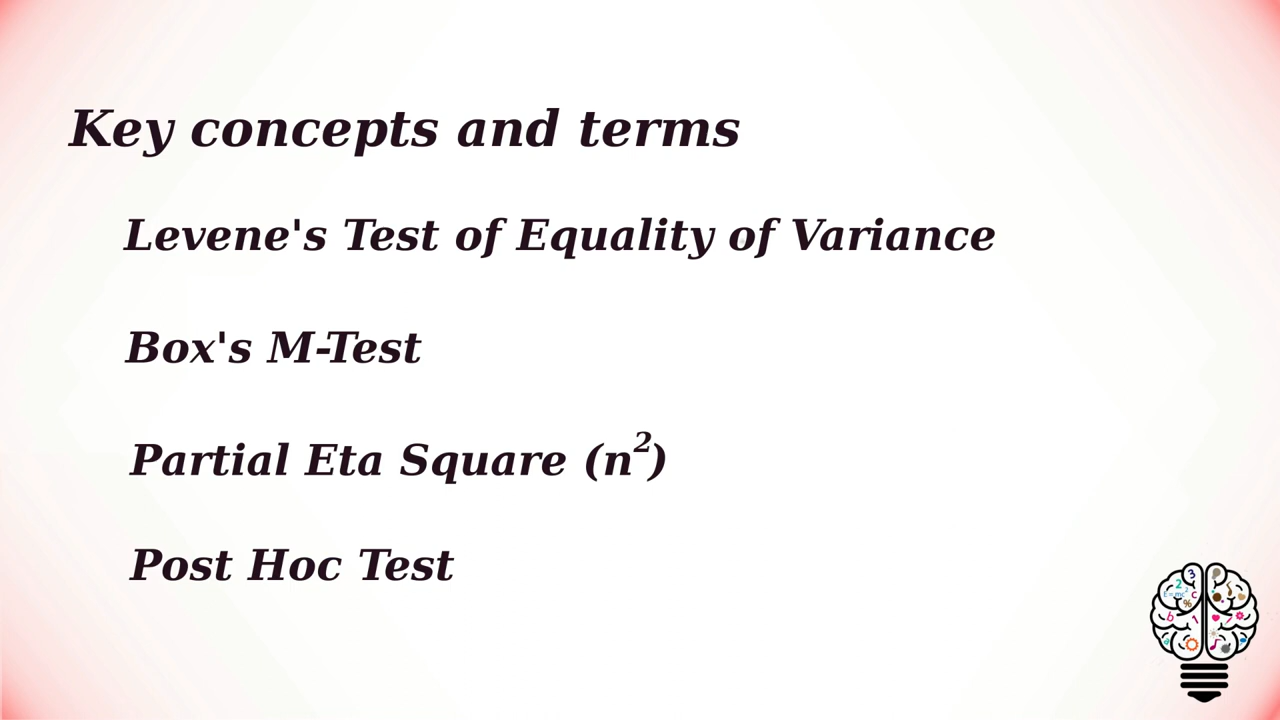 Key concepts and terms
Levene's Test of Equality of Variance
Box's M-Test
Partial Eta Square (n²)
Post Hoc Test